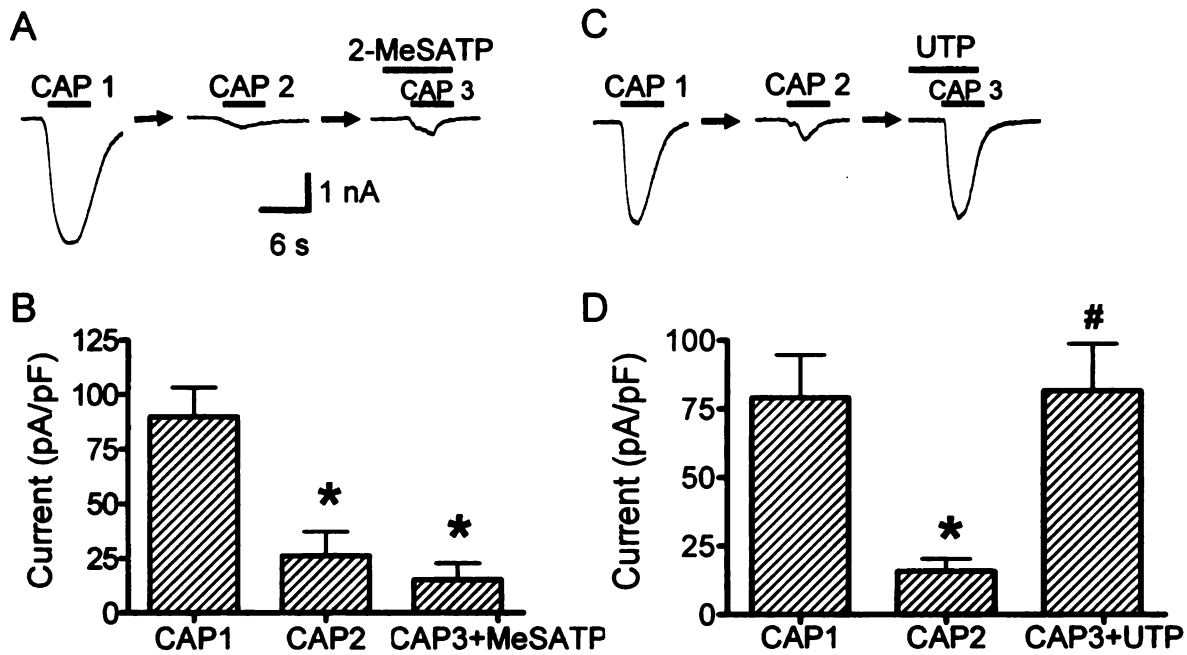 A
2-MeSATP
CAP 1
CAP 2
CAP 3
1 nA
6 s
C
UTP
CAP 1
CAP 2
CAP 3
B
Current (pA/pF)
125
100
75
50
25
0
*
*
CAP1
CAP2
CAP3+MeSATP
D
Current (pA/pF)
100
75
50
25
0
*
#
CAP1
CAP2
CAP3+UTP